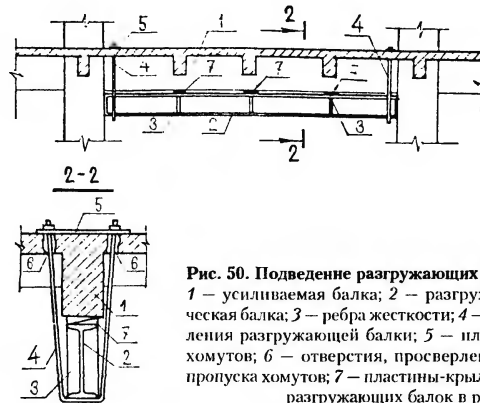 5 1 2 4
4 7 7 7
3 2 3
2
2-2
5
6 6
1
7
4 2
3
Рис. 50. Подведение разгружающих
1 — усиливаемая балка; 2 — разгруж
ческая балка; 3 — ребра жесткости; 4 —
ления разгружающей балки; 5 — пл
хомутов; 6 — отверстия, просверлен
пропуска хомутов; 7 — пластины-крыл
разгружающих балок в р